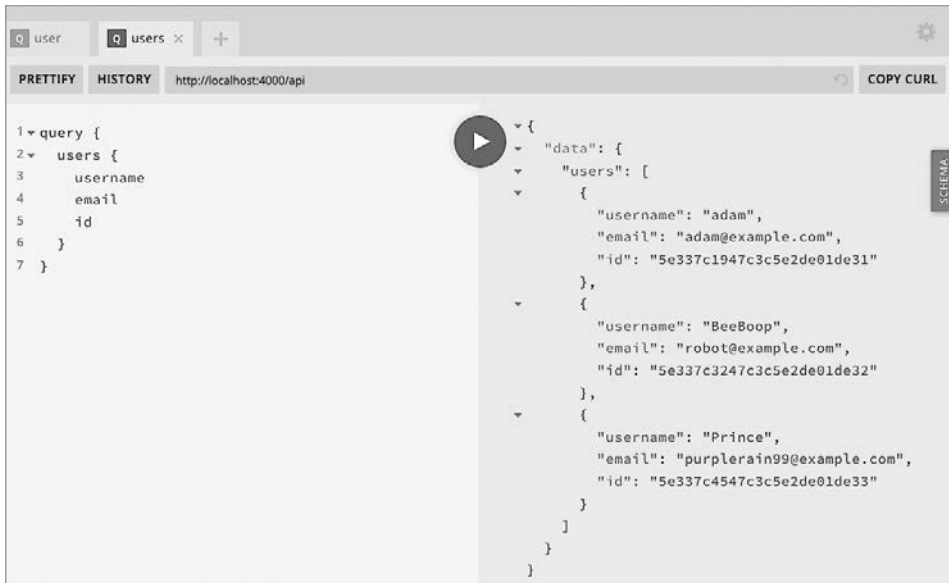 Q user
Q users ×
+
PRETTIFY HISTORY http://localhost:4000/api COPY CURL
1 query {
2 users {
3 username
4 email
5 id
6 }
7 }
{
"data": {
"users": [
{
"username": "adam",
"email": "adam@example.com",
"id": "5e337c1947c3c5e2de01de31"
},
{
"username": "BeeBoop",
"email": "robot@example.com",
"id": "5e337c3247c3c5e2de01de32"
},
{
"username": "Prince",
"email": "purplerain99@example.com",
"id": "5e337c4547c3c5e2de01de33"
}
]
}
}
SCHEMA